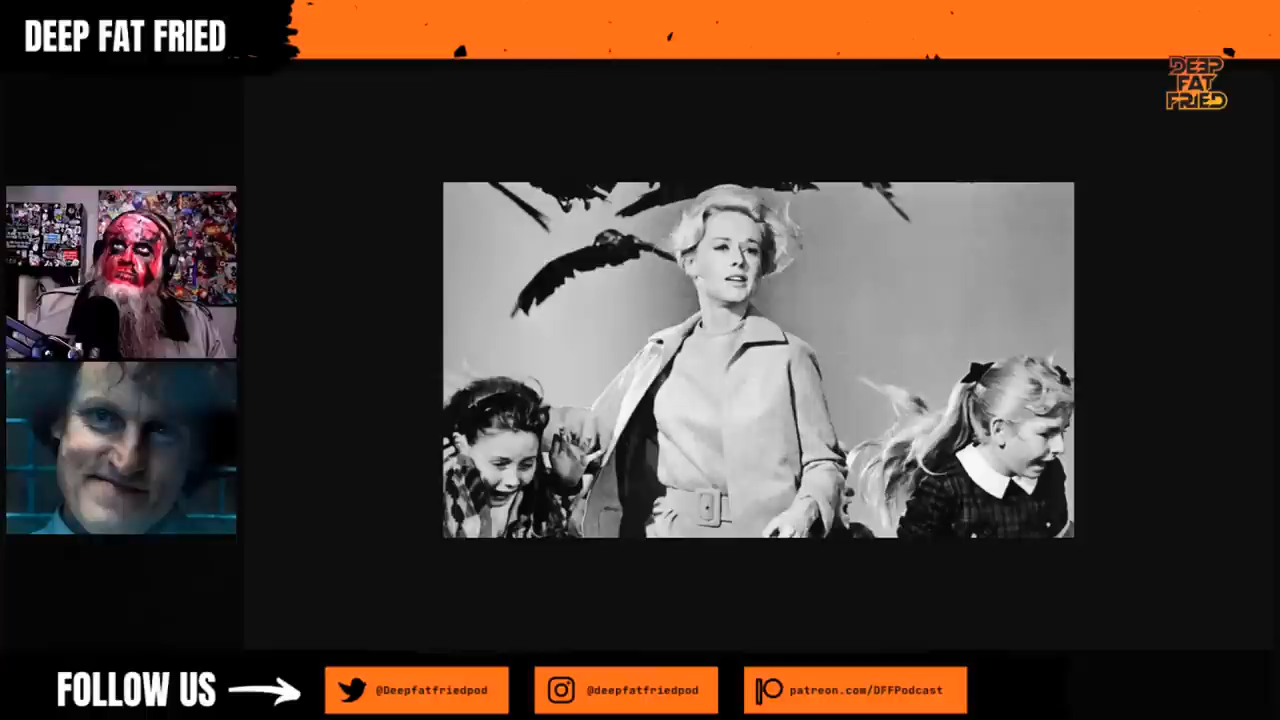 DEEP FAT FRIED
DEEP
FAT
FRIED
FOLLOW US
@Deepfatfriedpod
@deepfatfriedpod
patreon.com/DFFPodcast